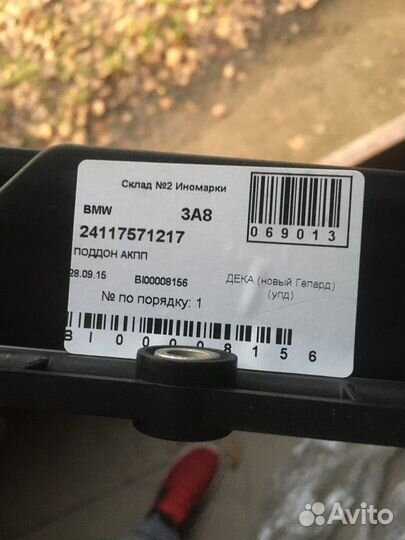 Склад №2 Иномарки
BMW 3A8
069013
24117571217
ПОДДОН АКПП
28.09.15 BI00008156 ДЕКА (новый Гепард)
(упд)
№ по порядку: 1
BI00008156
Avito